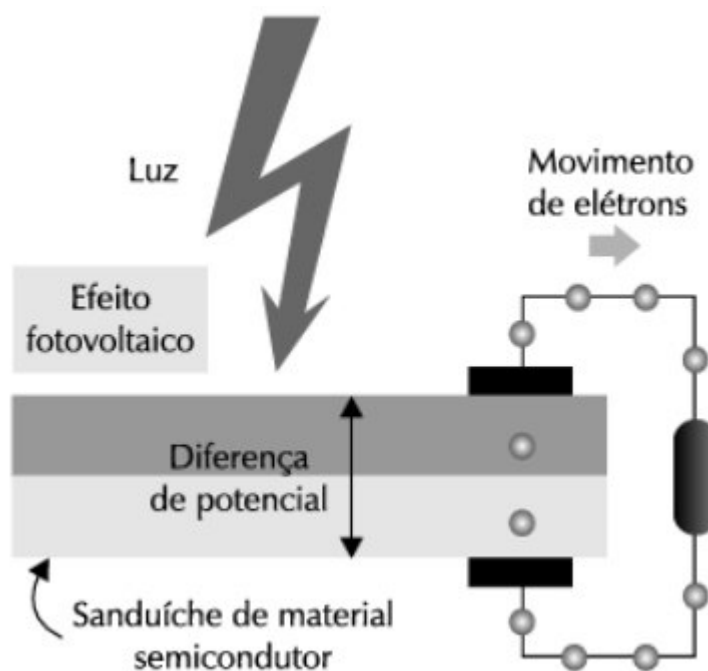 Luz
Movimento
de elétrons
Efeito
fotovoltaico
Diferença
de potencial
Sanduíche de material
semicondutor